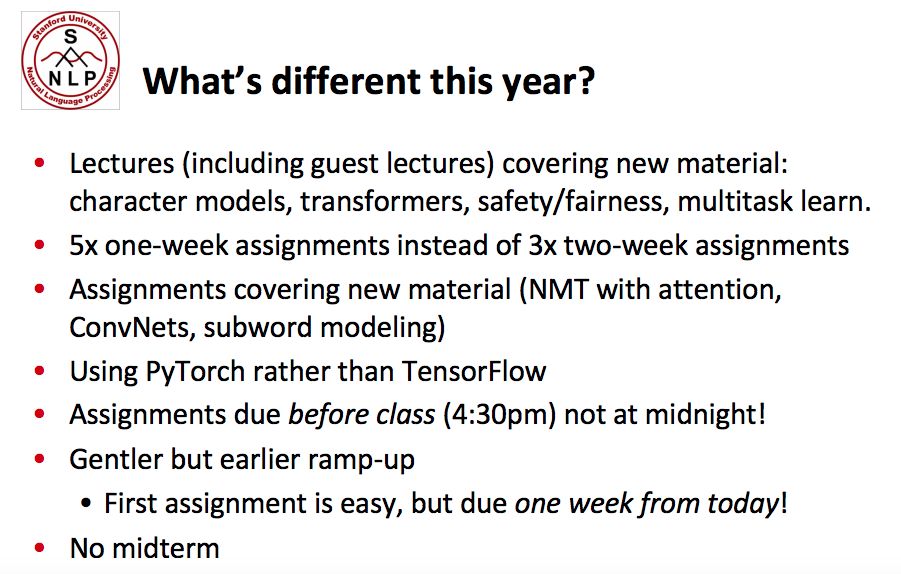 Stanford University
S
NLP
Natural Language Processing
What's different this year?
• Lectures (including guest lectures) covering new material:
character models, transformers, safety/fairness, multitask learn.
• 5x one-week assignments instead of 3x two-week assignments
• Assignments covering new material (NMT with attention,
ConvNets, subword modeling)
• Using PyTorch rather than TensorFlow
• Assignments due before class (4:30pm) not at midnight!
• Gentler but earlier ramp-up
• First assignment is easy, but due one week from today!
• No midterm